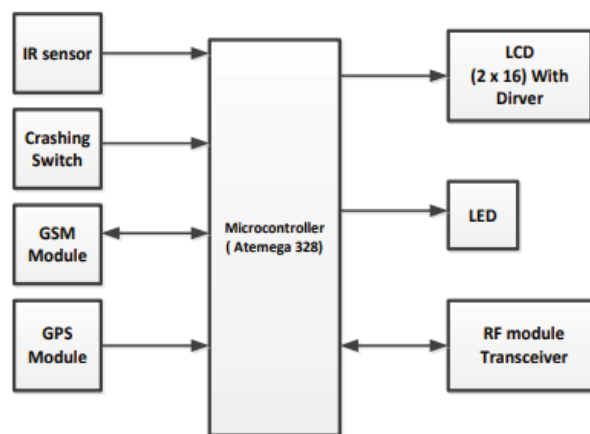 IR sensor
Crashing
Switch
GSM
Module
GPS
Module
Microcontroller
( Atemega 328)
LCD
(2 x 16) With
Dirver
LED
RF module
Transceiver